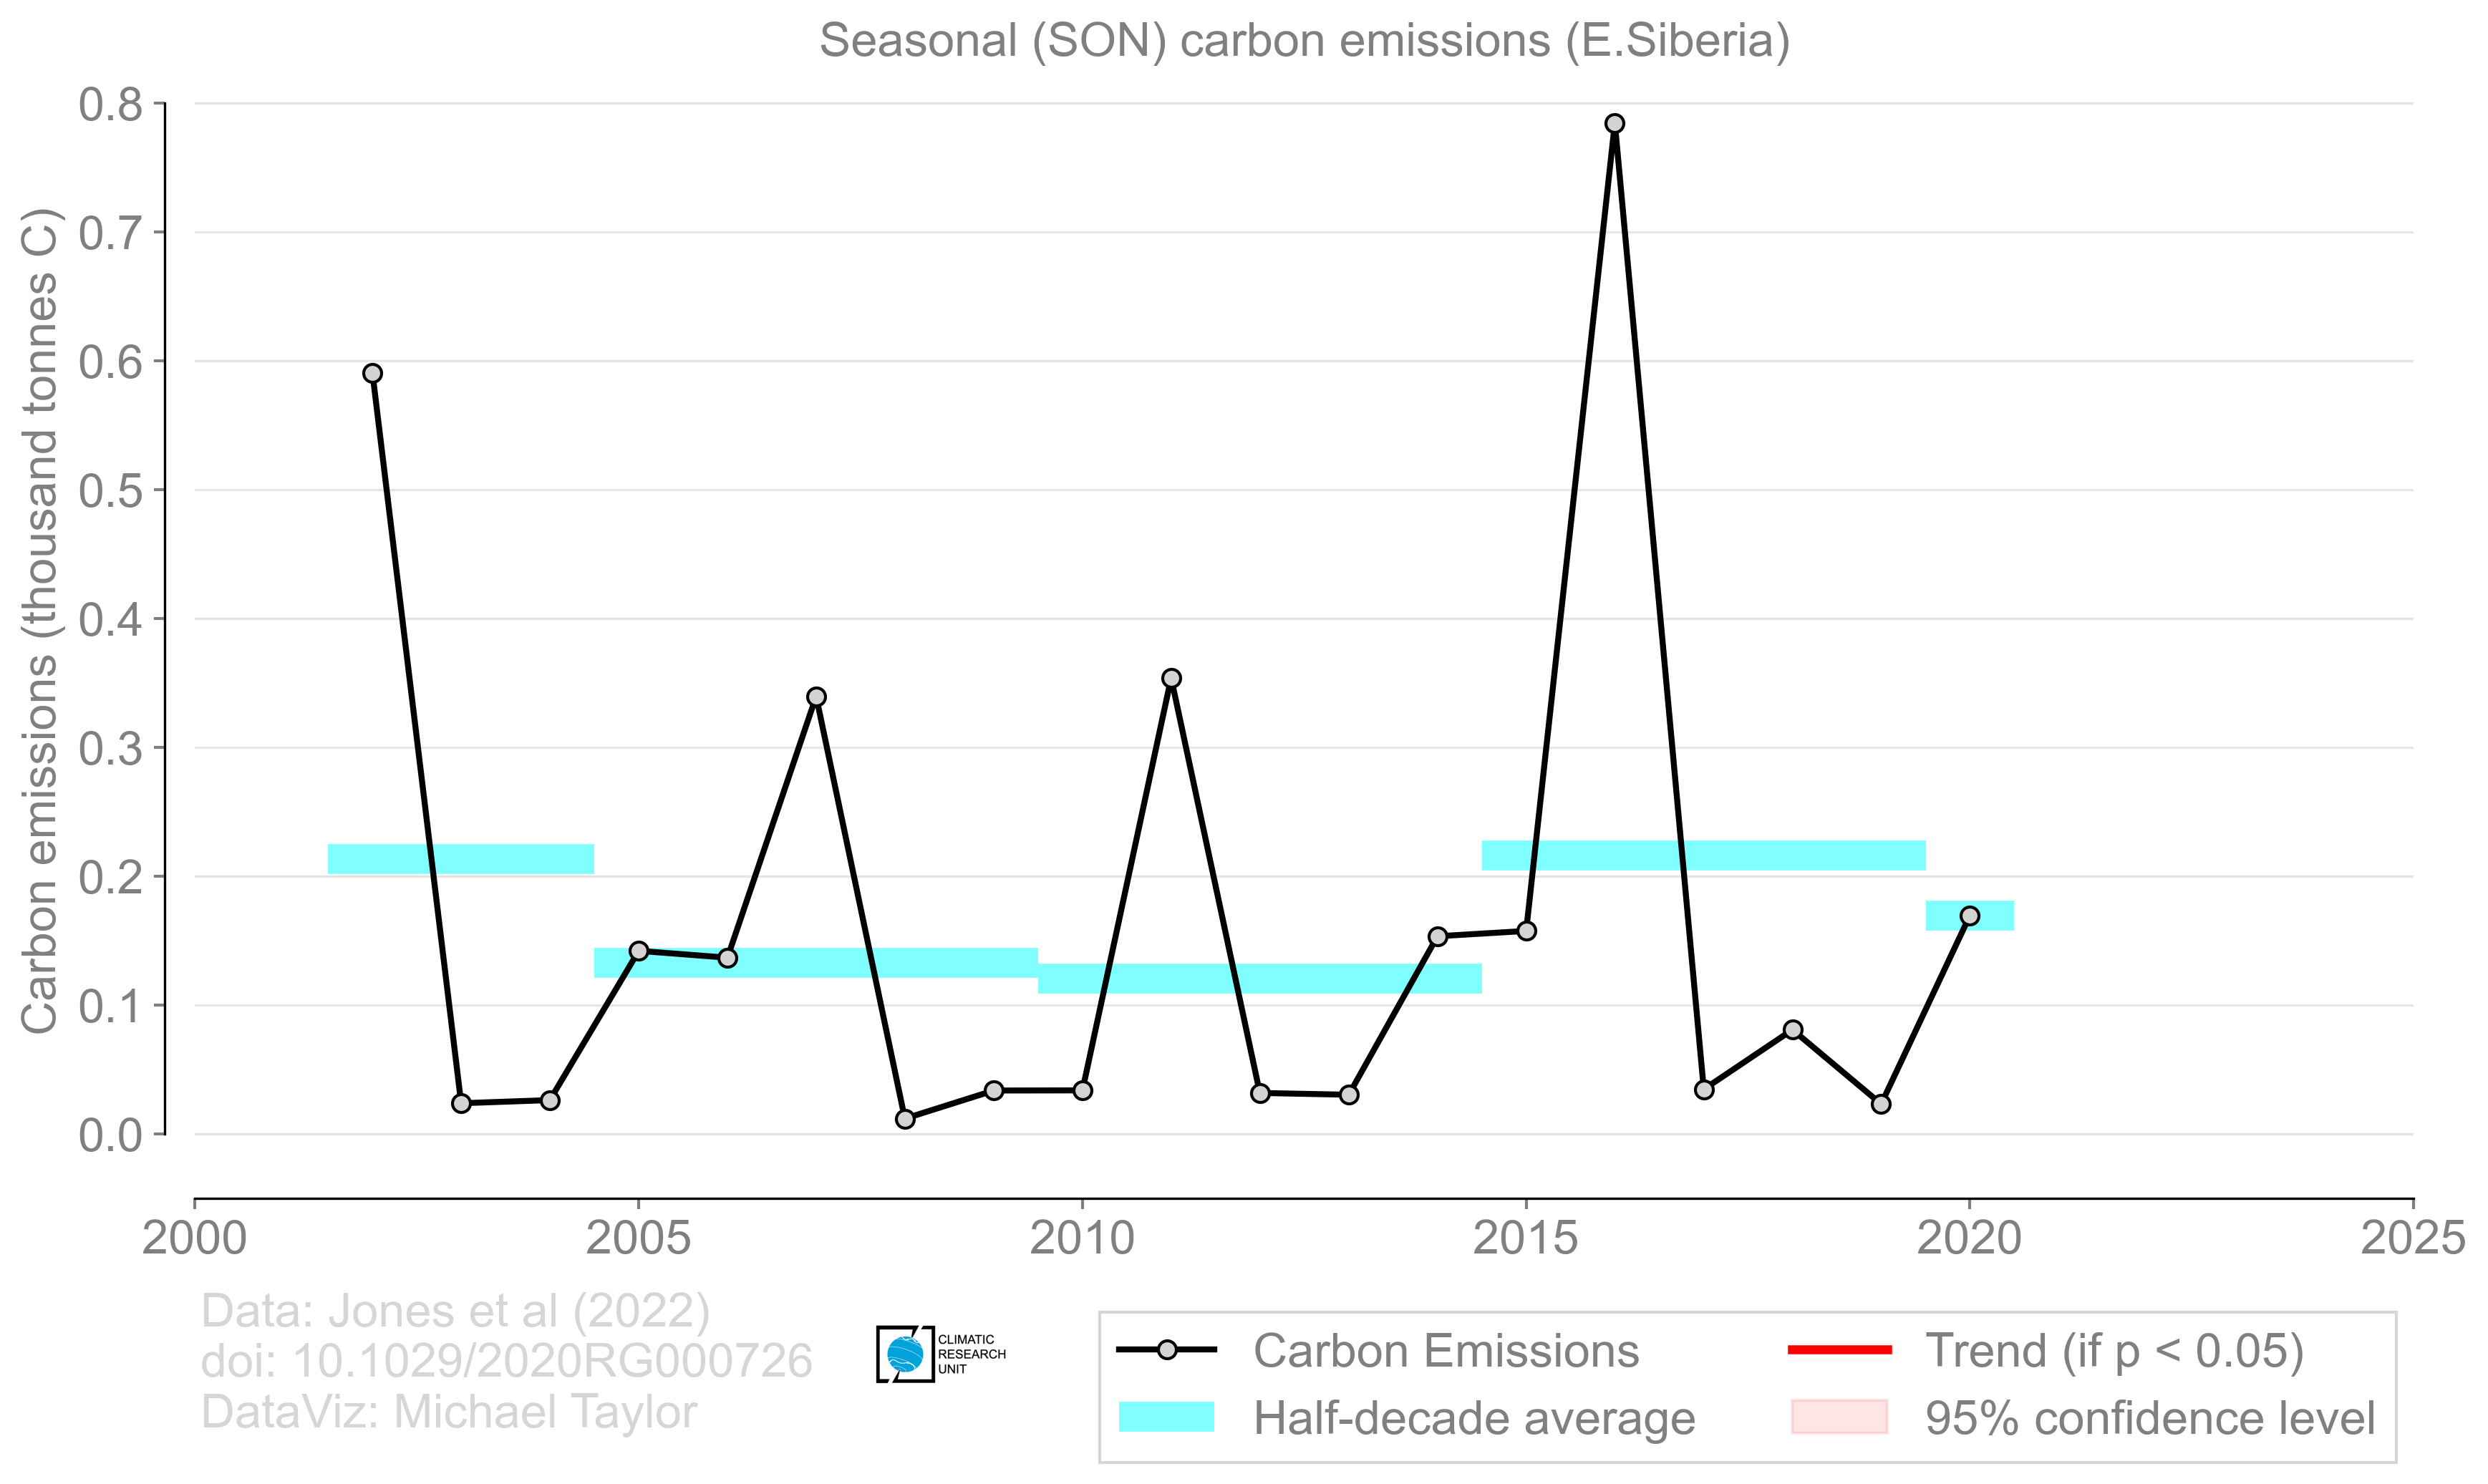 Seasonal (SON) carbon emissions (E.Siberia)
Carbon emissions (thousand tonnes C)
0.8
0.7
0.6
0.5
0.4
0.3
0.2
0.1
0.0
2000 2005 2010 2015 2020 2025
Data: Jones et al (2022)
doi: 10.1029/2020RG000726
DataViz: Michael Taylor
CLIMATIC
RESEARCH
UNIT
Carbon Emissions
Half-decade average
Trend (if p < 0.05)
95% confidence level